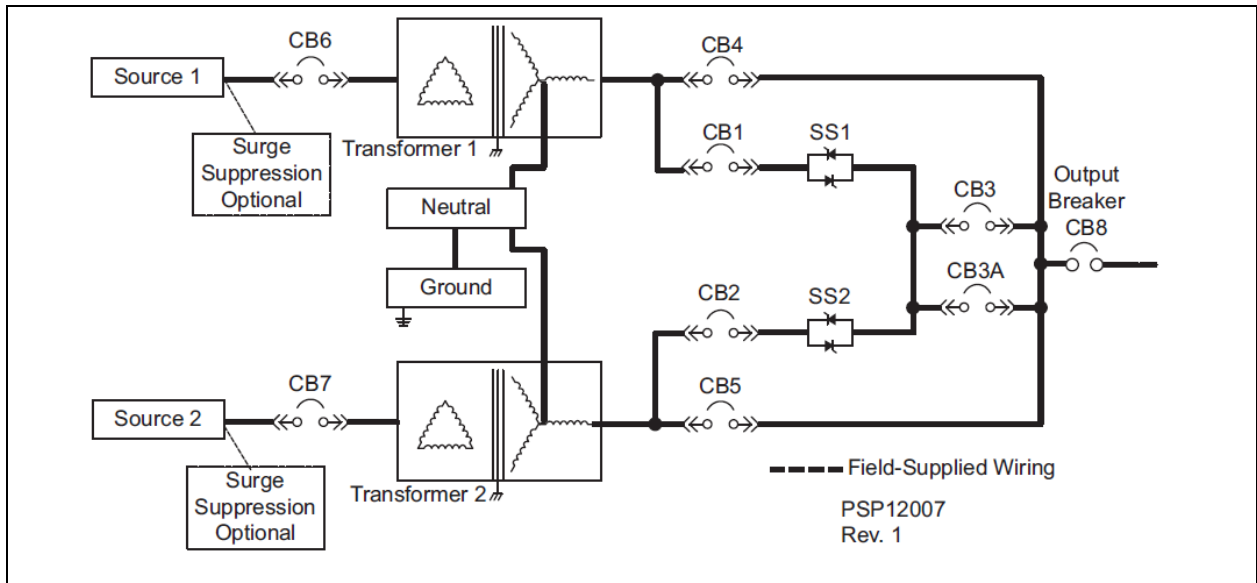 CB6
Source 1
Surge
Suppression
Optional
Transformer 1
Neutral
Ground
CB7
Source 2
Surge
Suppression
Optional
Transformer 2
CB4
CB1
SS1
CB3
Output
Breaker
CB8
CB3A
CB2
SS2
CB5
Field-Supplied Wiring
PSP12007
Rev. 1